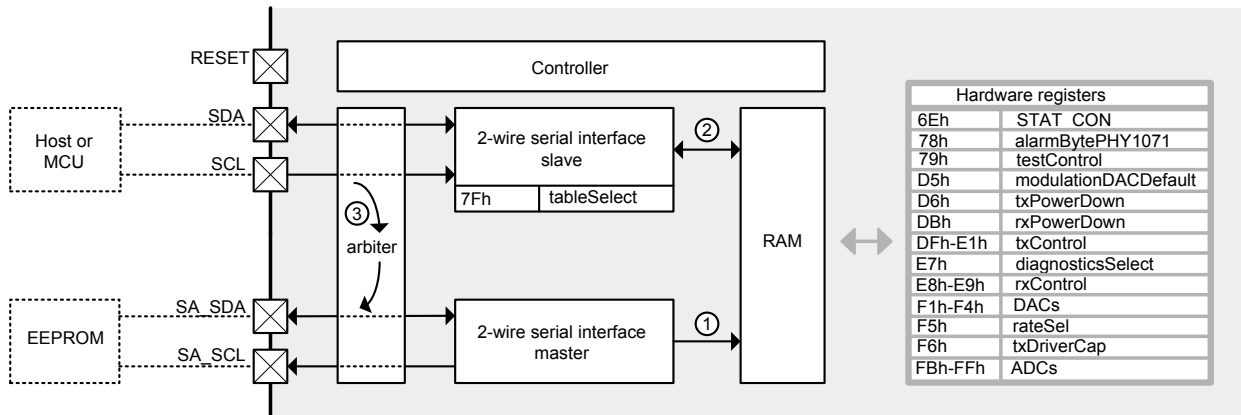 RESET
Controller
SDA
Host or
MCU
SCL
2-wire serial interface
slave
7Fh tableSelect
②
③
arbiter
RAM
SA_SDA
EEPROM
SA_SCL
2-wire serial interface
master
①
Hardware registers
6Eh STAT_CON
78h alarmBytePHY1071
79h testControl
D5h modulationDACDefault
D6h txPowerDown
DBh rxPowerDown
DFh-E1h txControl
E7h diagnosticsSelect
E8h-E9h rxControl
F1h-F4h DACs
F5h rateSel
F6h txDriverCap
FBh-FFh ADCs